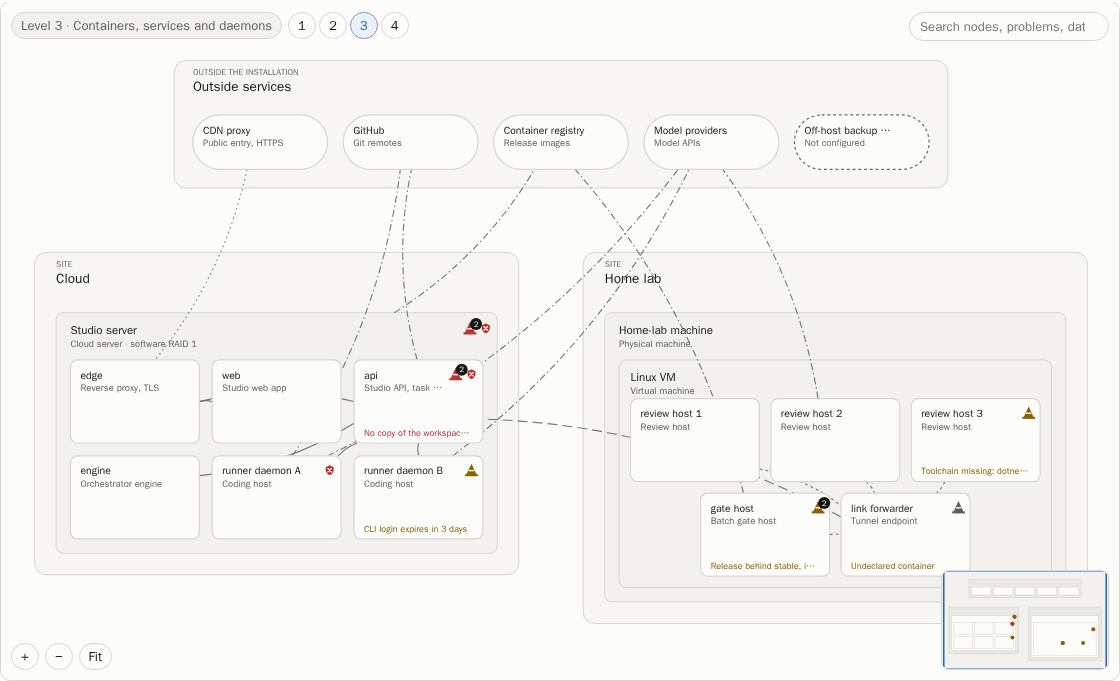 Level 3 · Containers, services and daemons
1
2
3
4
Search nodes, problems, dat
OUTSIDE THE INSTALLATION
Outside services
CDN proxy
Public entry, HTTPS
GitHub
Git remotes
Container registry
Release images
Model providers
Model APIs
Off-host backup ···
Not configured
SITE
Cloud
Studio server
Cloud server · software RAID 1
2
edge
Reverse proxy, TLS
web
Studio web app
api
Studio API, task ···
2
No copy of the workspac···
engine
Orchestrator engine
runner daemon A
Coding host
runner daemon B
Coding host
CLI login expires in 3 days
SITE
Home lab
Home-lab machine
Physical machine
Linux VM
Virtual machine
review host 1
Review host
review host 2
Review host
review host 3
Review host
Toolchain missing: dotne···
gate host
Batch gate host
2
Release behind stable, i···
link forwarder
Tunnel endpoint
Undeclared container
+
−
Fit